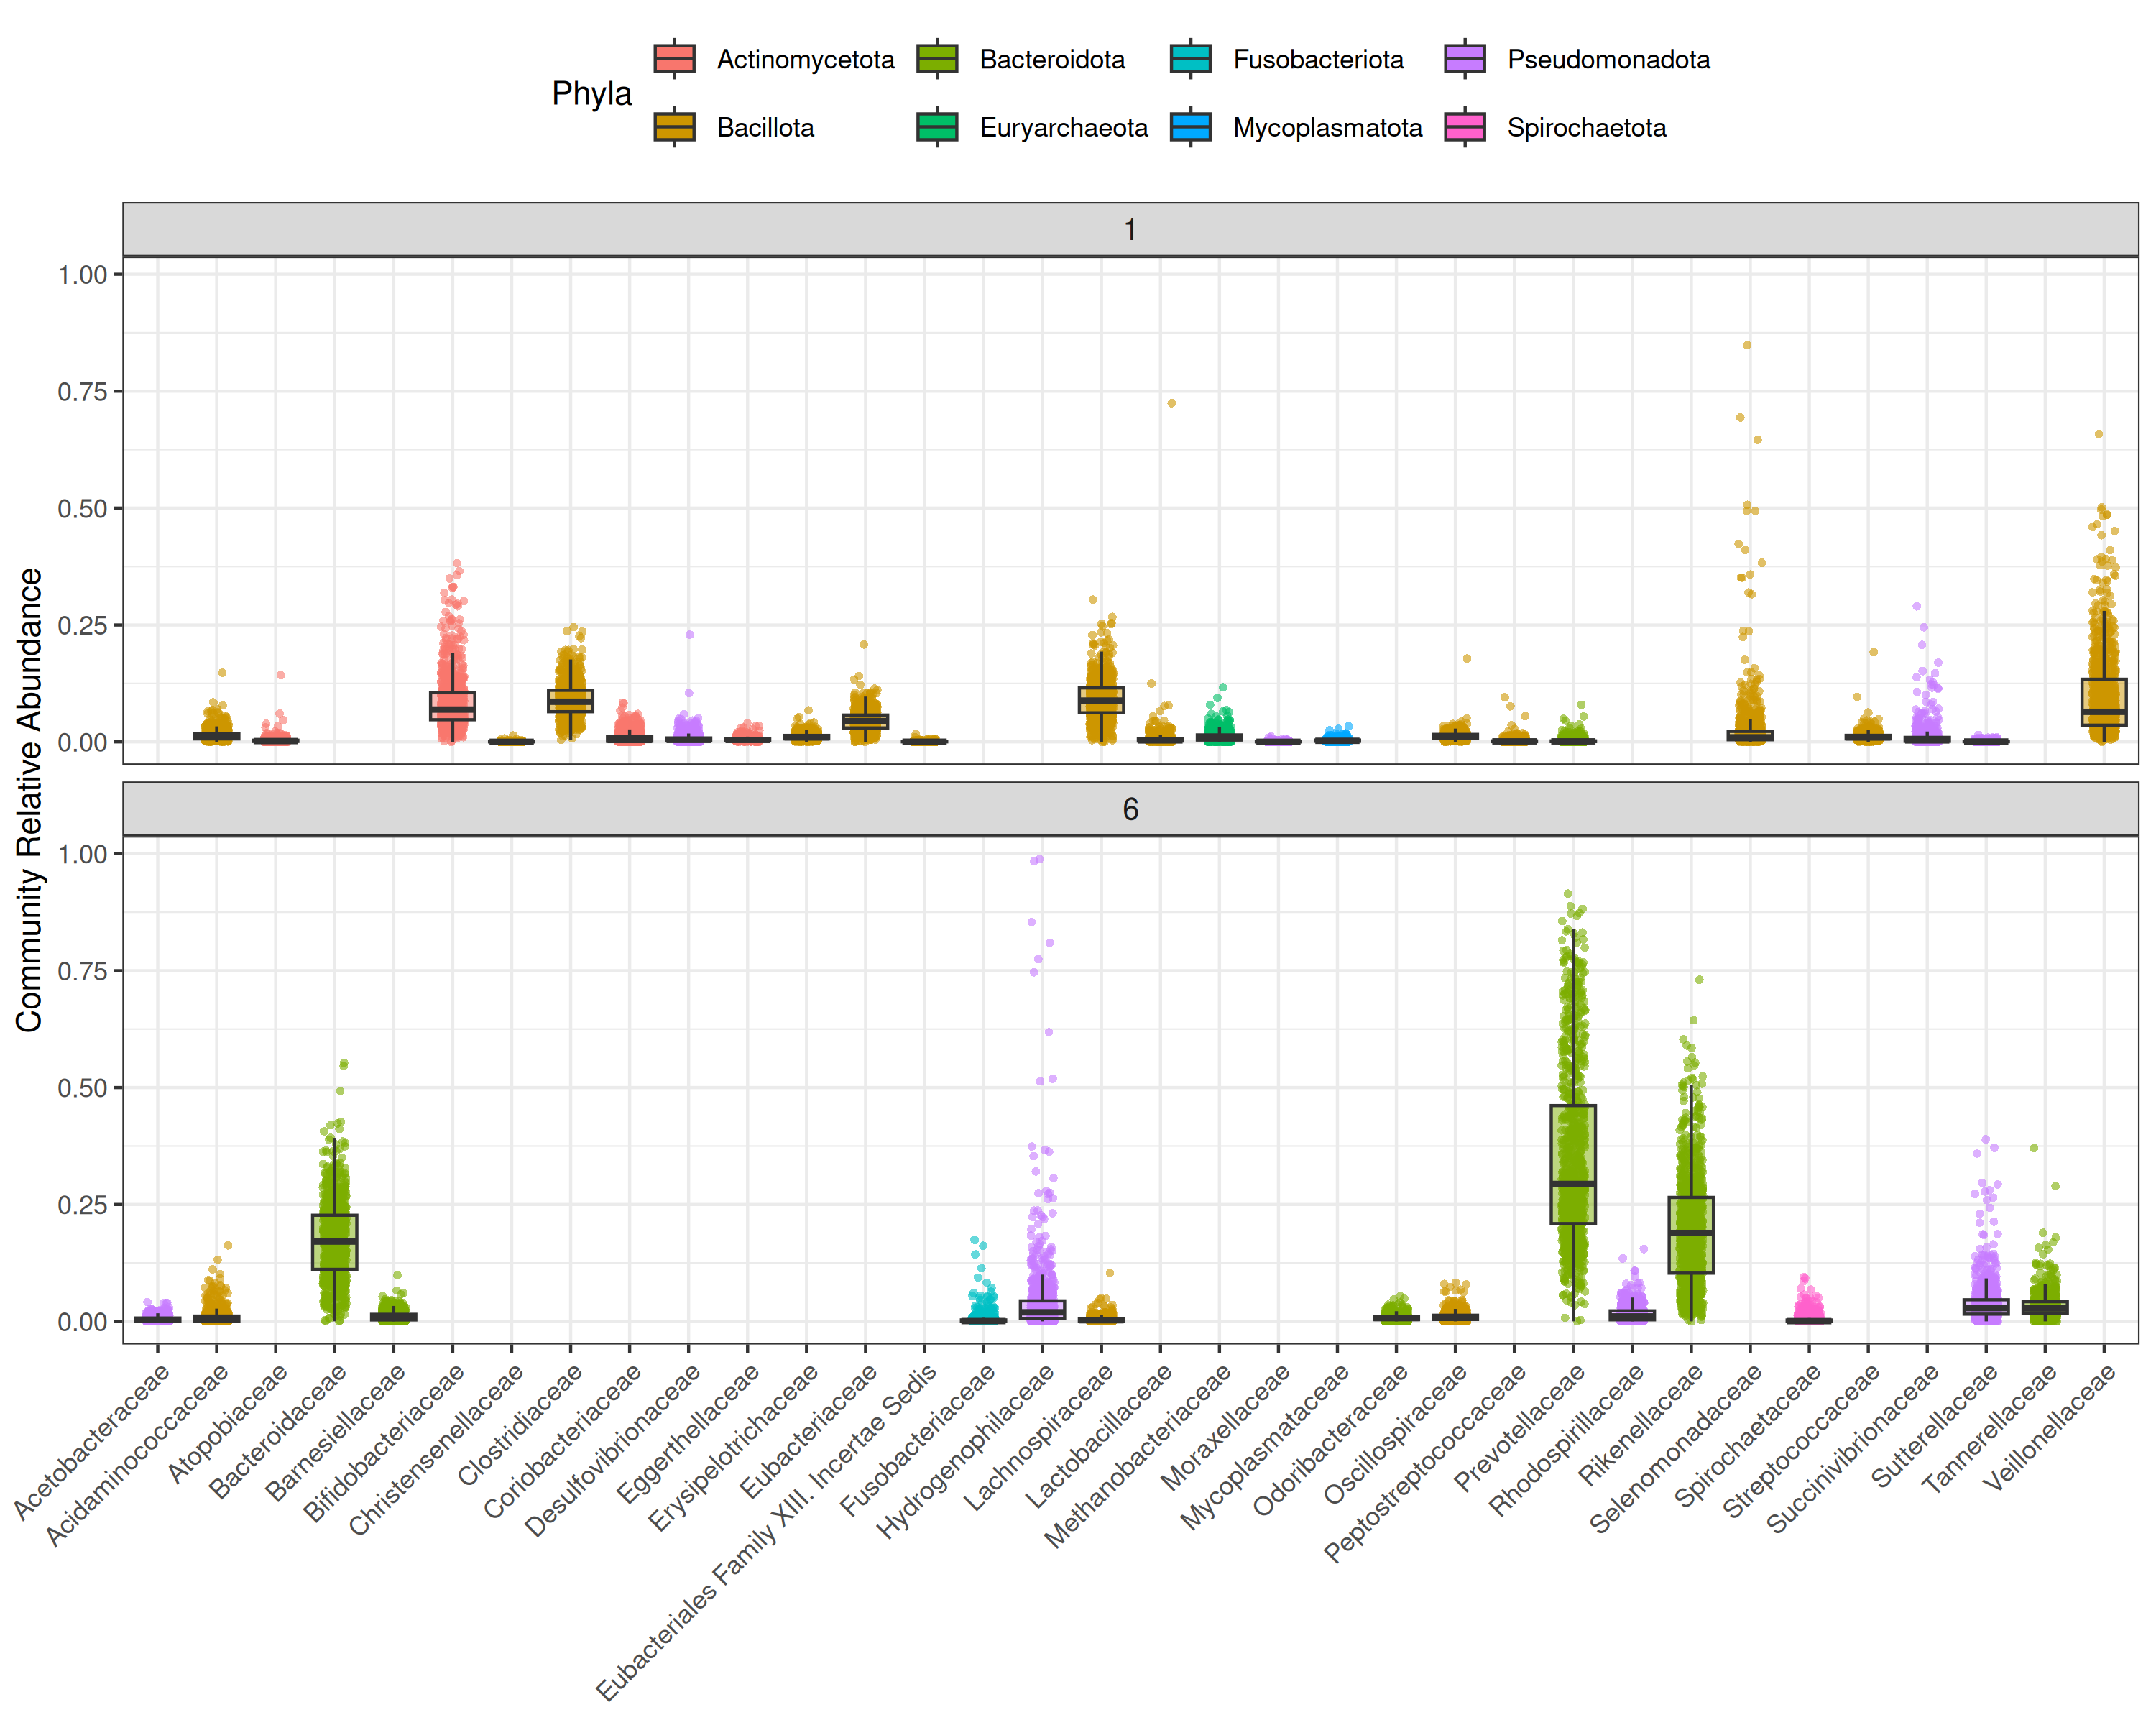 Phyla
Actinomycetota
Bacteroidota
Fusobacteriota
Pseudomonadota
Bacillota
Euryarchaeota
Mycoplasmatota
Spirochaetota
Community Relative Abundance
1
1.00
0.75
0.50
0.25
0.00
6
1.00
0.75
0.50
0.25
0.00
Acetobacteraceae
Acidaminococcaceae
Atopobiaceae
Bacteroidaceae
Barnesiellaceae
Bifidobacteriaceae
Christensenellaceae
Clostridiaceae
Coriobacteriaceae
Desulfovibrionaceae
Eggerthellaceae
Erysipelotrichaceae
Eubacteriaceae
Eubacteriales Family XIII. Incertae Sedis
Fusobacteriaceae
Hydrogenophilaceae
Lachnospiraceae
Lactobacillaceae
Methanobacteriaceae
Moraxellaceae
Mycoplasmataceae
Odoribacteraceae
Oscillospiraceae
Peptostreptococcaceae
Prevotellaceae
Rhodospirillaceae
Rikenellaceae
Selenomonadaceae
Spirochaetaceae
Streptococcaceae
Succinivibrionaceae
Sutterellaceae
Tannerellaceae
Veillonellaceae